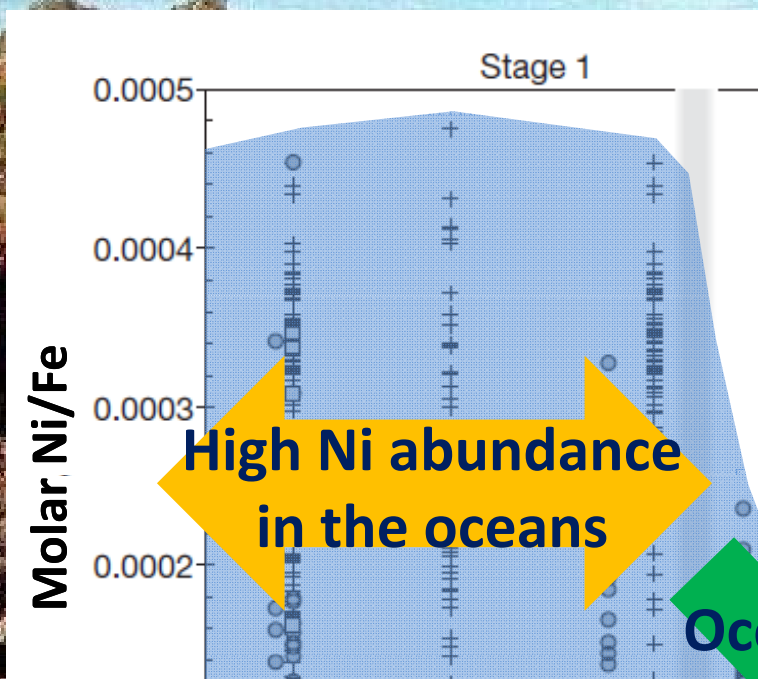 Stage 1
0.0005
0.0004
0.0003
0.0002
Molar Ni/Fe
High Ni abundance
in the oceans